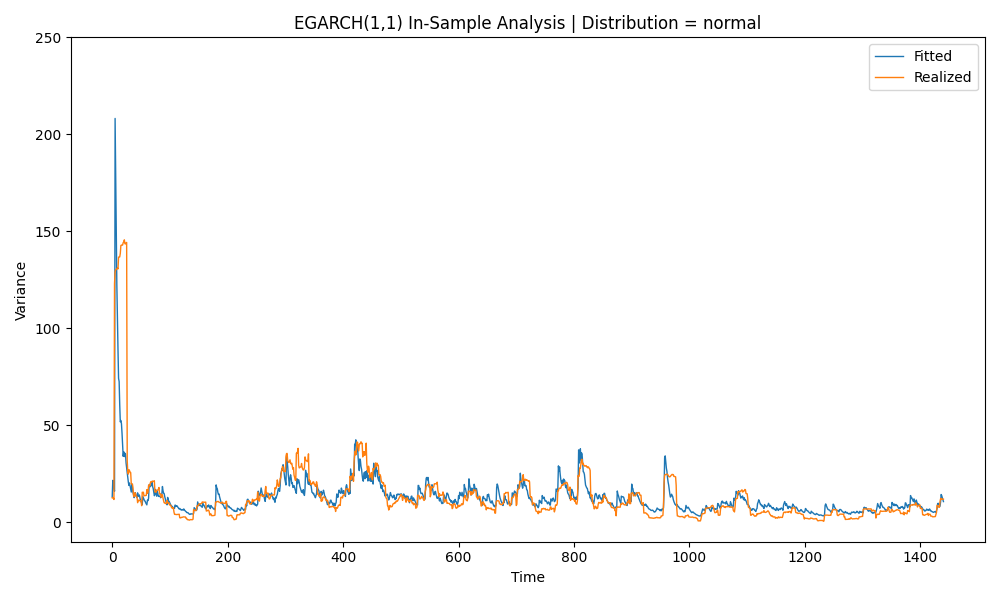 EGARCH(1,1) In-Sample Analysis | Distribution = normal
Fitted
Realized
Variance
250
200
150
100
50
0
0 200 400 600 800 1000 1200 1400
Time